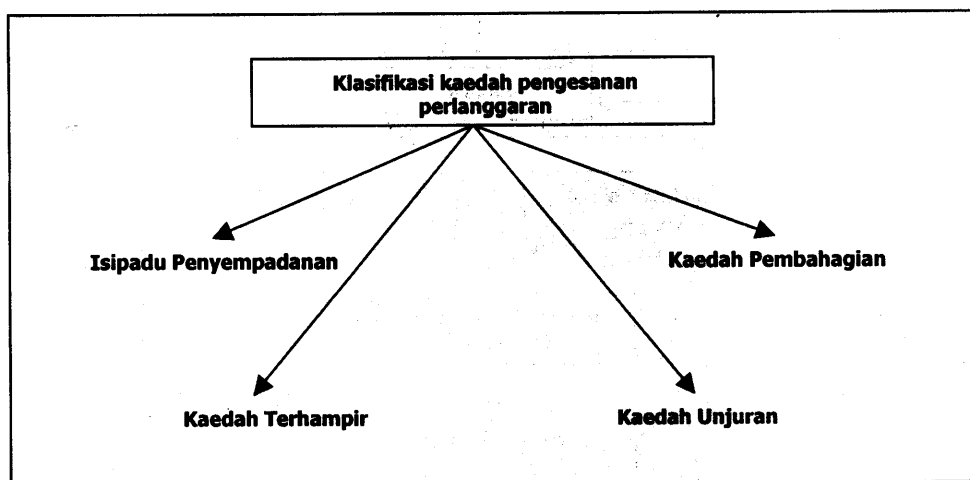 Klasifikasi kaedah pengesanan
perlanggaran
Isipadu Penyempadanan
Kaedah Pembahagian
Kaedah Terhampir
Kaedah Unjuran